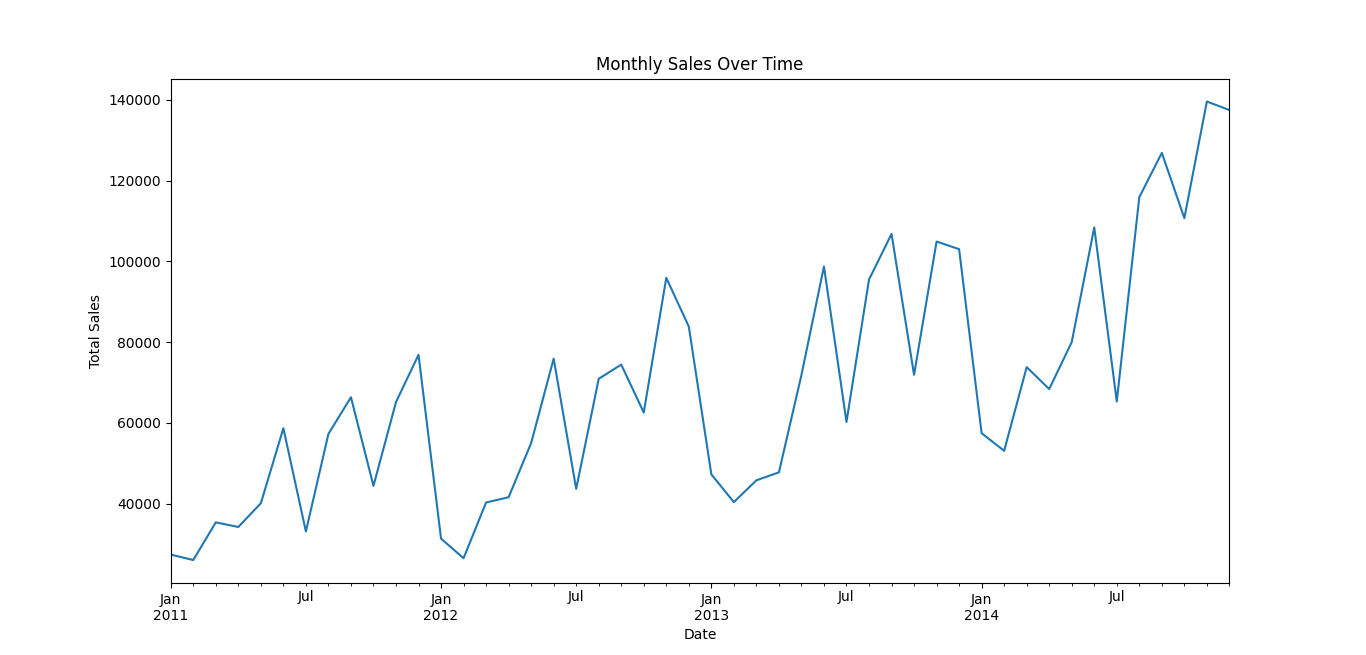 Monthly Sales Over Time
140000
120000
100000
80000
60000
40000
Total Sales
Jan Jul Jan Jul Jan Jul Jan Jul
2011 2012 2013 2014
Date